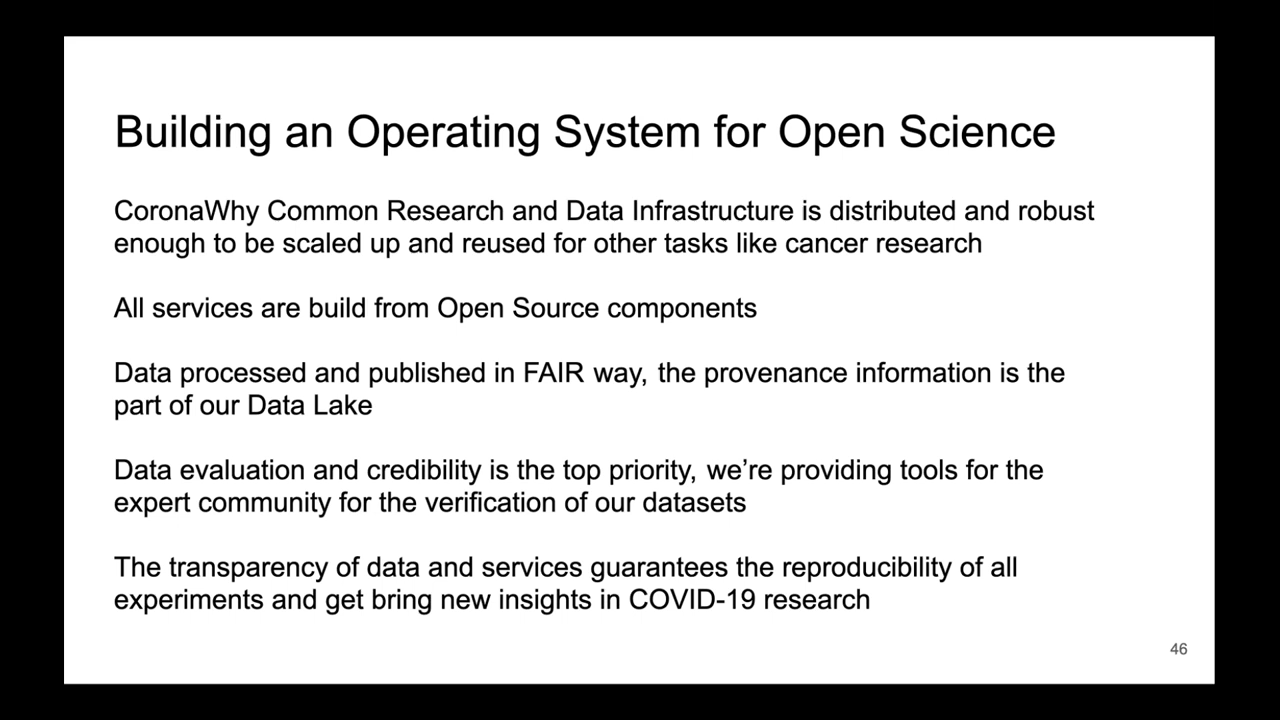 Building an Operating System for Open Science
CoronaWhy Common Research and Data Infrastructure is distributed and robust
enough to be scaled up and reused for other tasks like cancer research
All services are build from Open Source components
Data processed and published in FAIR way, the provenance information is the
part of our Data Lake
Data evaluation and credibility is the top priority, we’re providing tools for the
expert community for the verification of our datasets
The transparency of data and services guarantees the reproducibility of all
experiments and get bring new insights in COVID-19 research
46